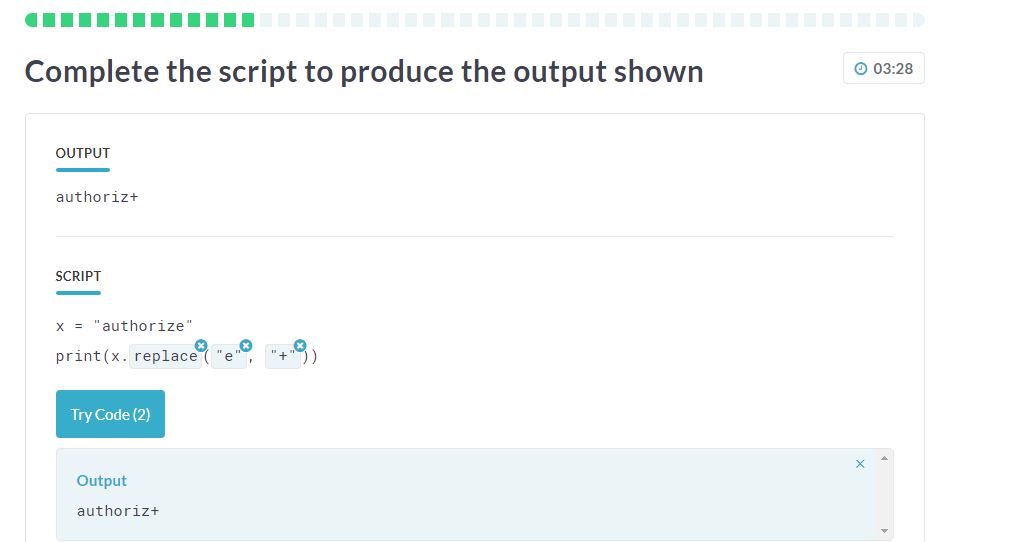 Complete the script to produce the output shown
03:28
OUTPUT
authoriz+
SCRIPT
x = "authorize"
print(x.replace("e", "+"))
Try Code (2)
Output
authoriz+